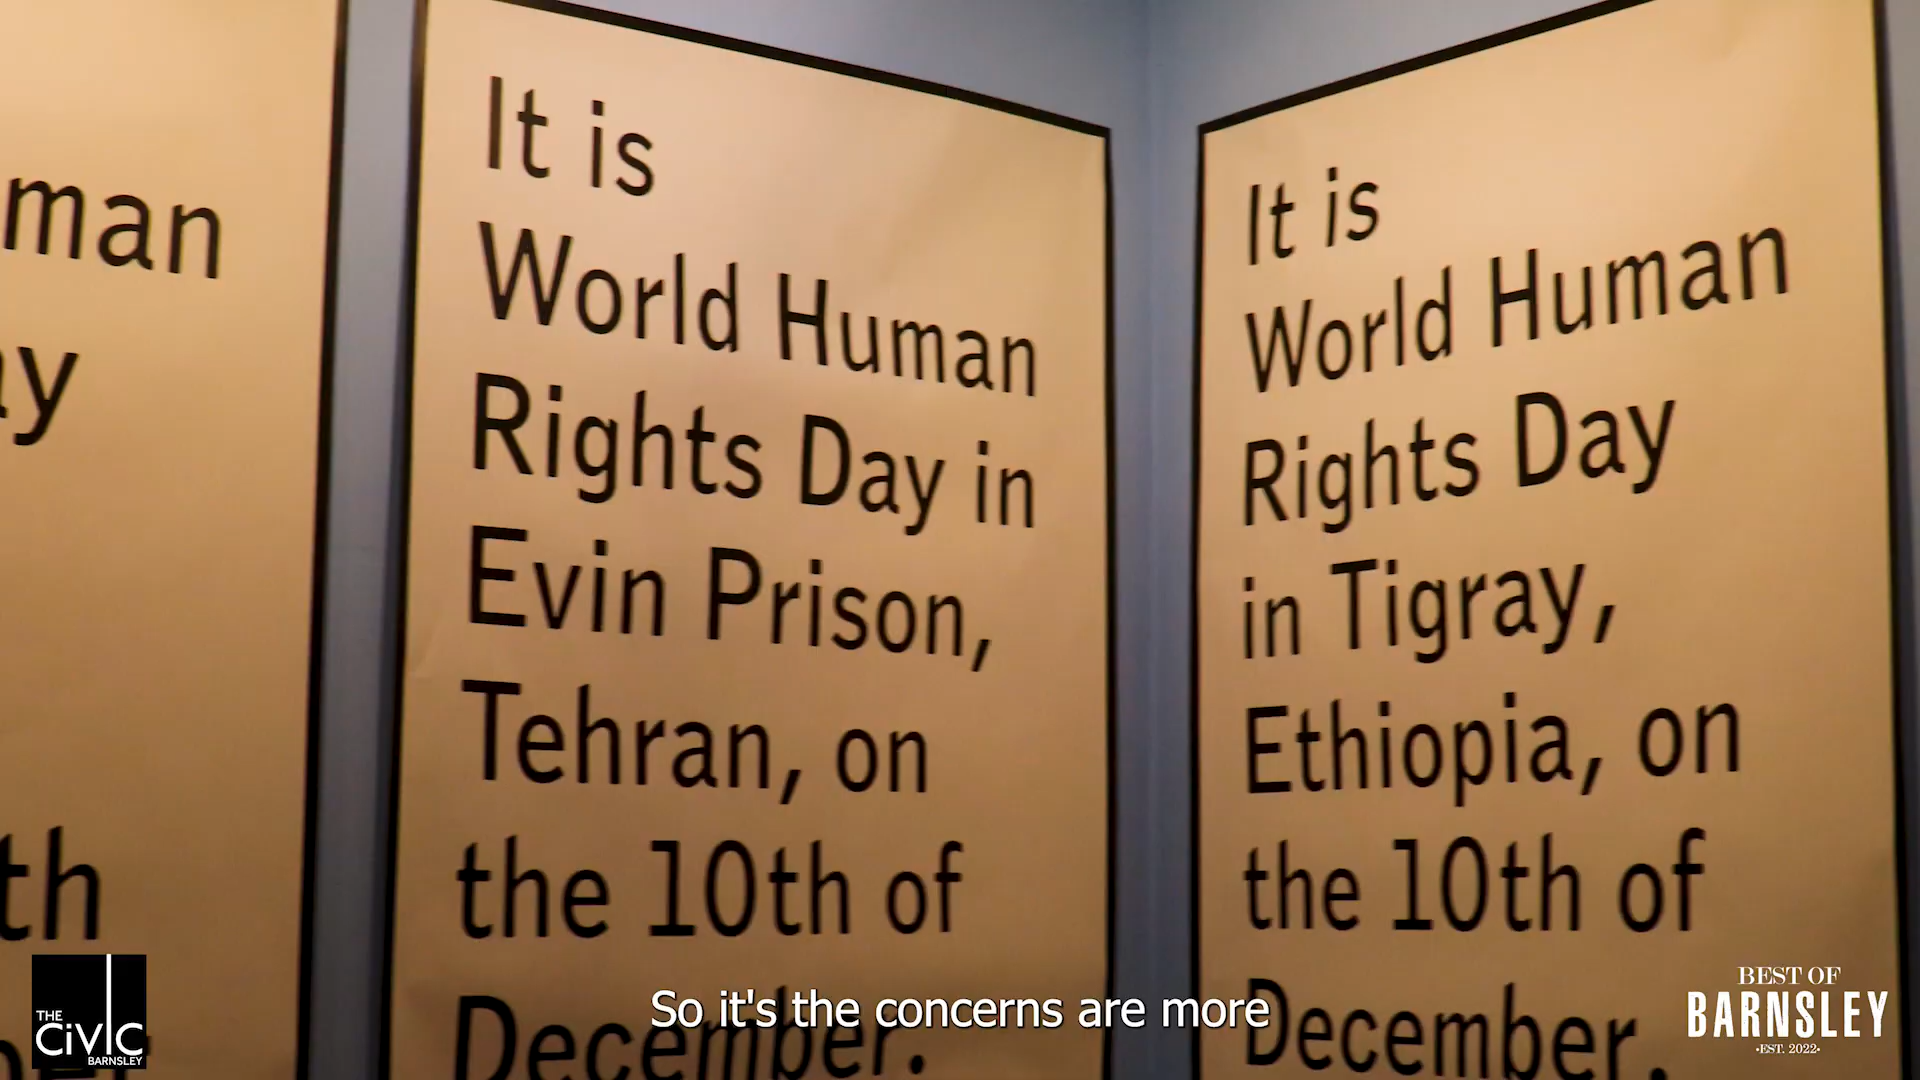 man
ay
th
It is
World Human
Rights Day in
Evin Prison,
Tehran, on
the 10th of
December.
It is
World Human
Rights Day
in Tigray,
Ethiopia, on
the 10th of
December.
So it's the concerns are more
THE
CIVIC
BARNSLEY
BEST OF
BARNSLEY
•EST. 2022•